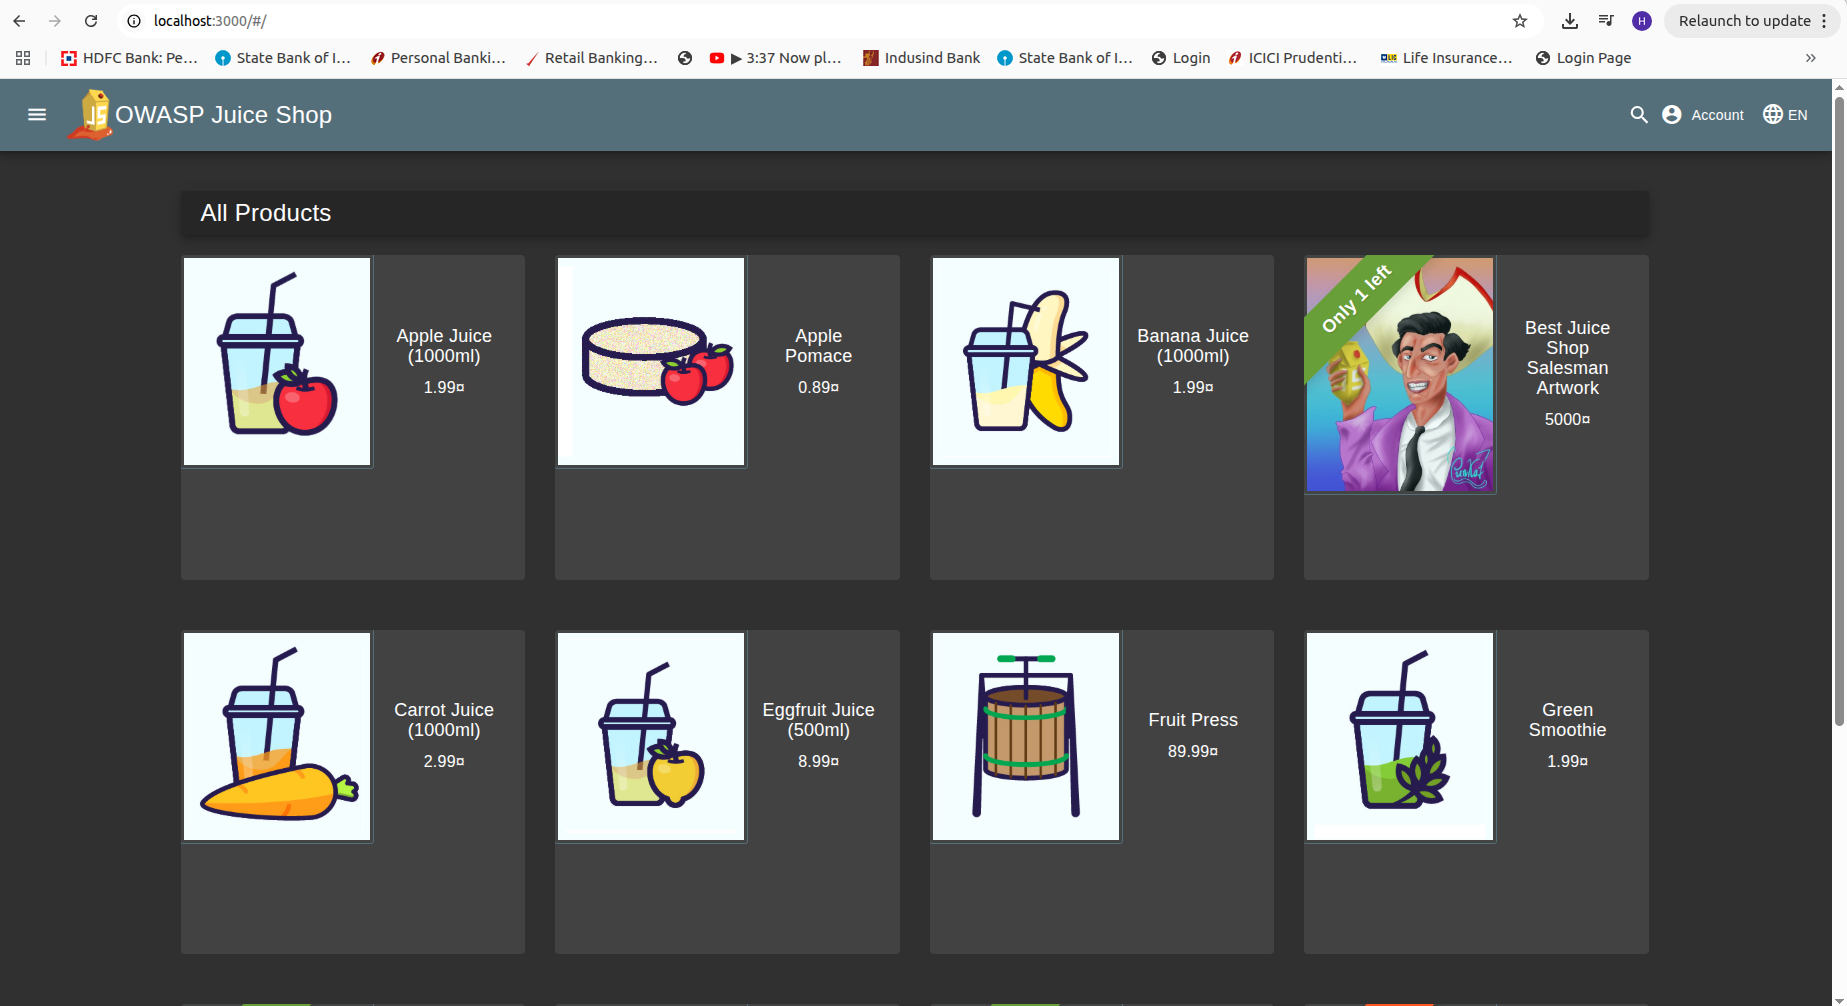 localhost:3000/#/
Relaunch to update
H
HDFC Bank: Pe...
State Bank of I...
Personal Banki...
Retail Banking...
▶ 3:37 Now pl...
Indusind Bank
State Bank of I...
Login
ICICI Prudenti...
LIC
Life Insurance...
Login Page
JS
OWASP Juice Shop
Account
EN
All Products
Apple Juice
(1000ml)
1.99¤
Apple
Pomace
0.89¤
Banana Juice
(1000ml)
1.99¤
Only 1 left
Best Juice
Shop
Salesman
Artwork
5000¤
Carrot Juice
(1000ml)
2.99¤
Eggfruit Juice
(500ml)
8.99¤
Fruit Press
89.99¤
Green
Smoothie
1.99¤